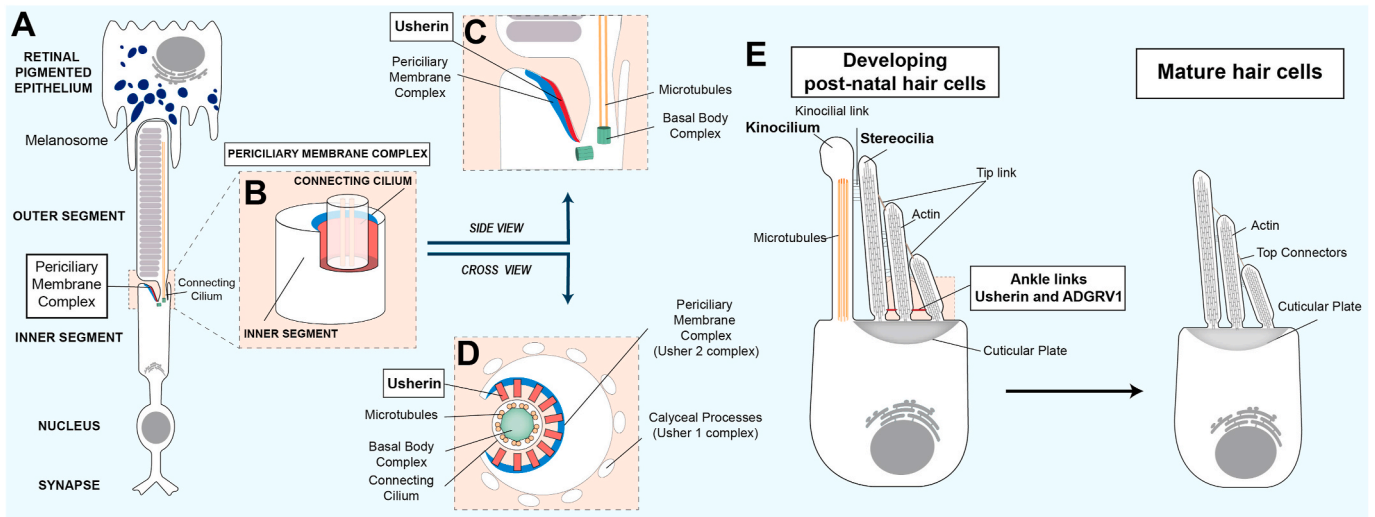 A
RETINAL
PIGMENTED
EPITHELIUM
Melanosome
OUTER SEGMENT
Periciliary
Membrane
Complex
Connecting
Cilium
INNER SEGMENT
NUCLEUS
SYNAPSE
PERICILIARY MEMBRANE COMPLEX
B
CONNECTING CILIUM
INNER SEGMENT
SIDE VIEW
CROSS VIEW
C
Usherin
Periciliary
Membrane
Complex
Microtubules
Basal Body
Complex
D
Usherin
Microtubules
Basal Body
Complex
Connecting
Cilium
Periciliary
Membrane
Complex
(Usher 2 complex)
Calyceal Processes
(Usher 1 complex)
E
Developing
post-natal hair cells
Kinocilial link
Kinocilium
Stereocilia
Tip link
Actin
Microtubules
Ankle links
Usherin and ADGRV1
Cuticular Plate
Mature hair cells
Actin
Top Connectors
Cuticular Plate